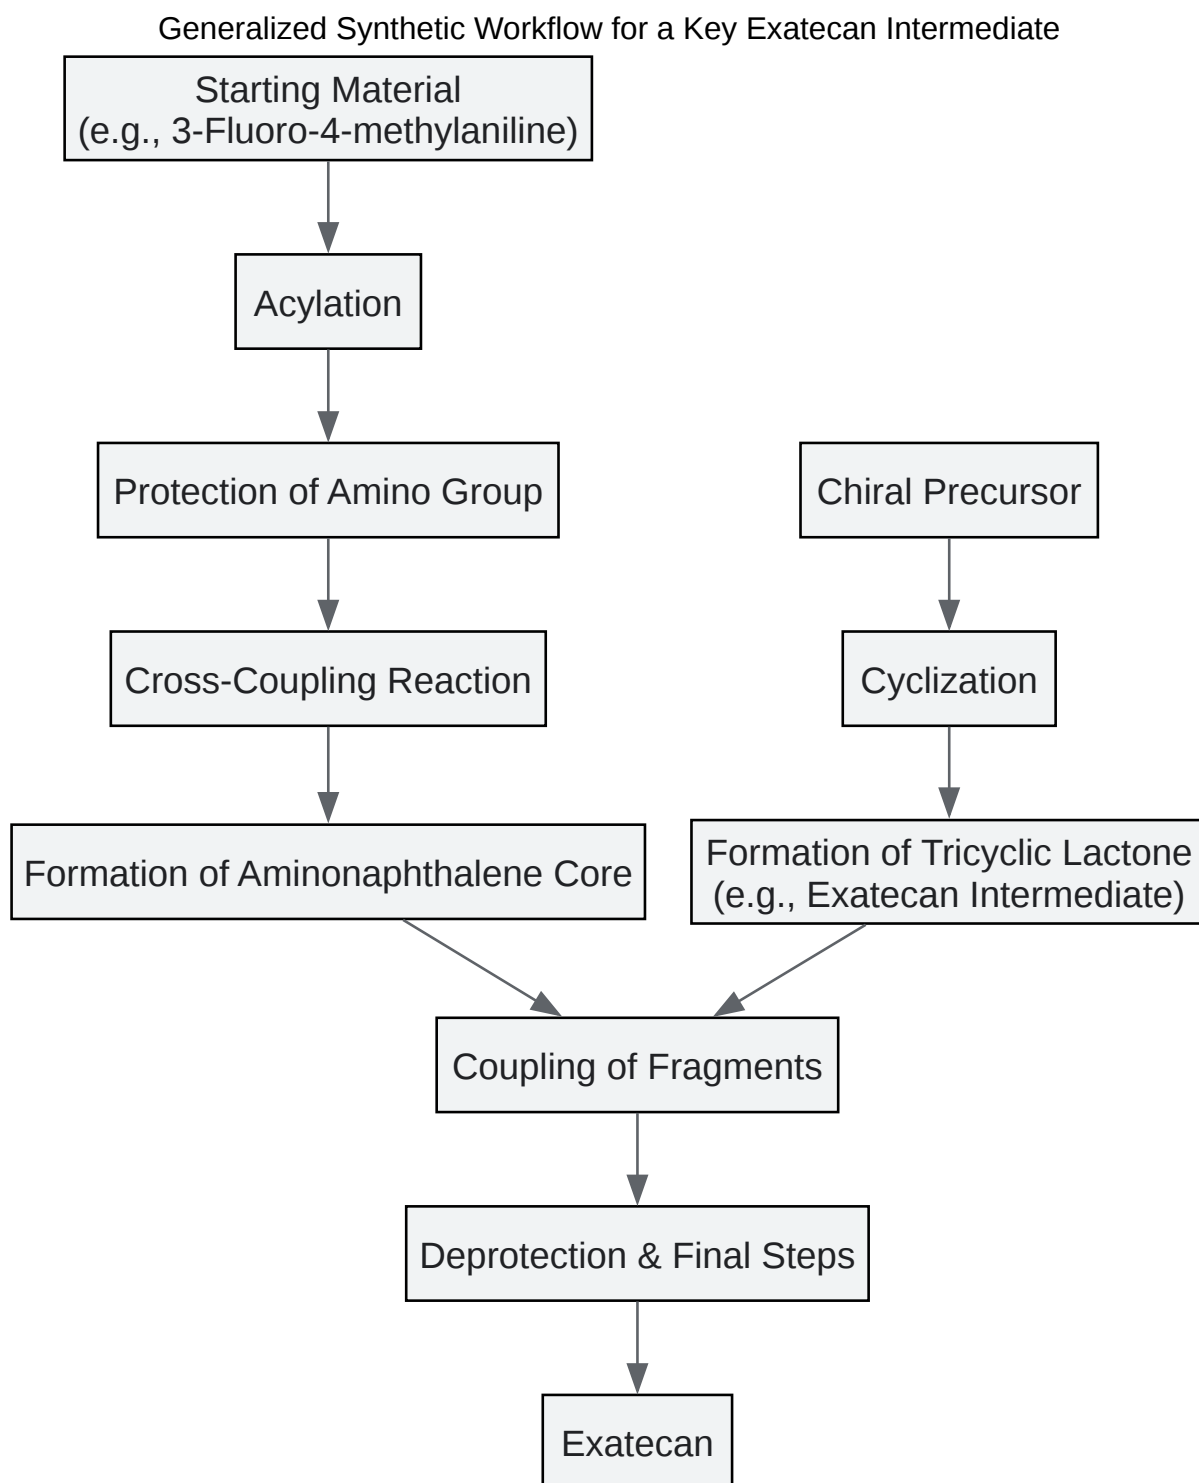 Generalized Synthetic Workflow for a Key Exatecan Intermediate
Starting Material
(e.g., 3-Fluoro-4-methylaniline)
Acylation
Protection of Amino Group
Chiral Precursor
Cross-Coupling Reaction
Cyclization
Formation of Aminonaphthalene Core
Formation of Tricyclic Lactone
(e.g., Exatecan Intermediate)
Coupling of Fragments
Deprotection & Final Steps
Exatecan